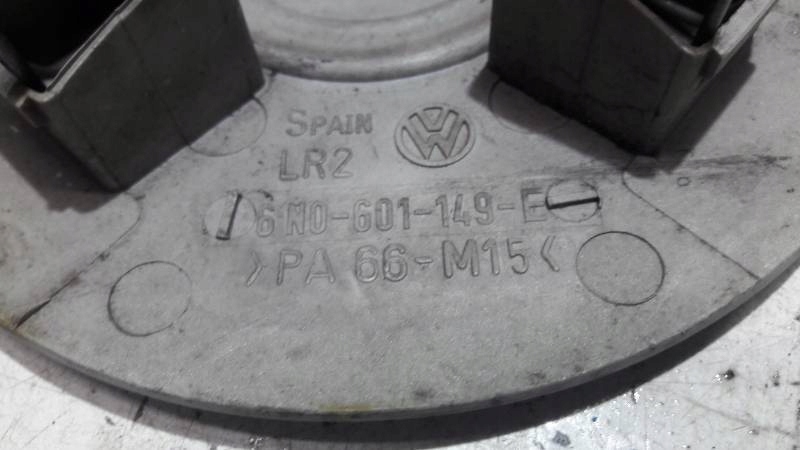 SPAIN
LR2
6N0-601-149-E
>PA 66-M15<